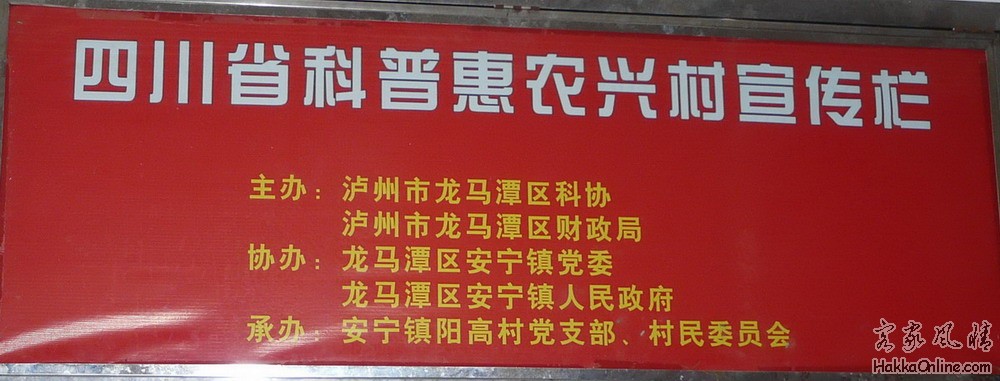 四川省科普惠农兴村宣传栏
主办：泸州市龙马潭区科协
泸州市龙马潭区财政局
协办：龙马潭区安宁镇党委
龙马潭区安宁镇人民政府
承办：安宁镇阳高村党支部、村民委员会
客家风情
HakkaOnline.com